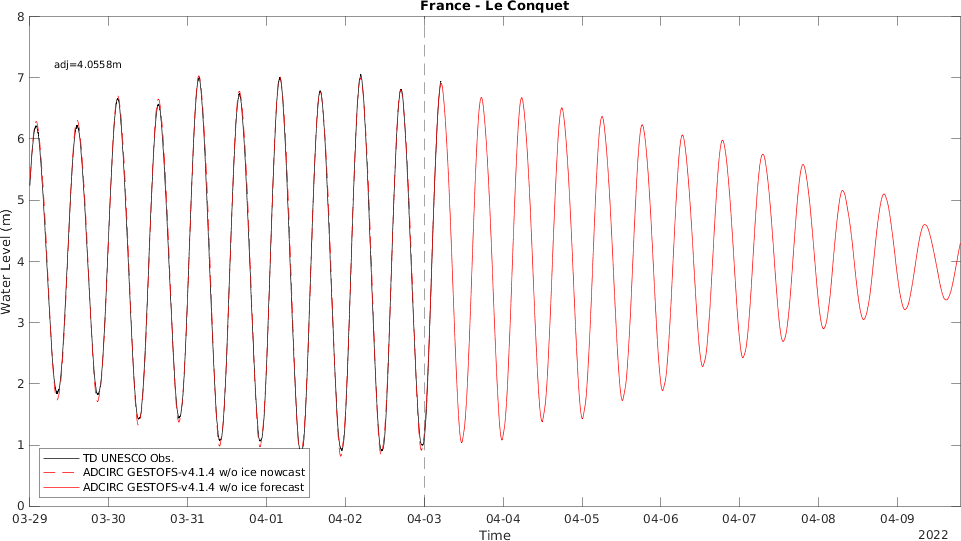 France - Le Conquet
8
7
6
5
4
3
2
1
0
Water Level (m)
adj=4.0558m
TD UNESCO Obs.
ADCIRC GESTOFS-v4.1.4 w/o ice nowcast
ADCIRC GESTOFS-v4.1.4 w/o ice forecast
03-29 03-30 03-31 04-01 04-02 04-03 04-04 04-05 04-06 04-07 04-08 04-09
Time
2022